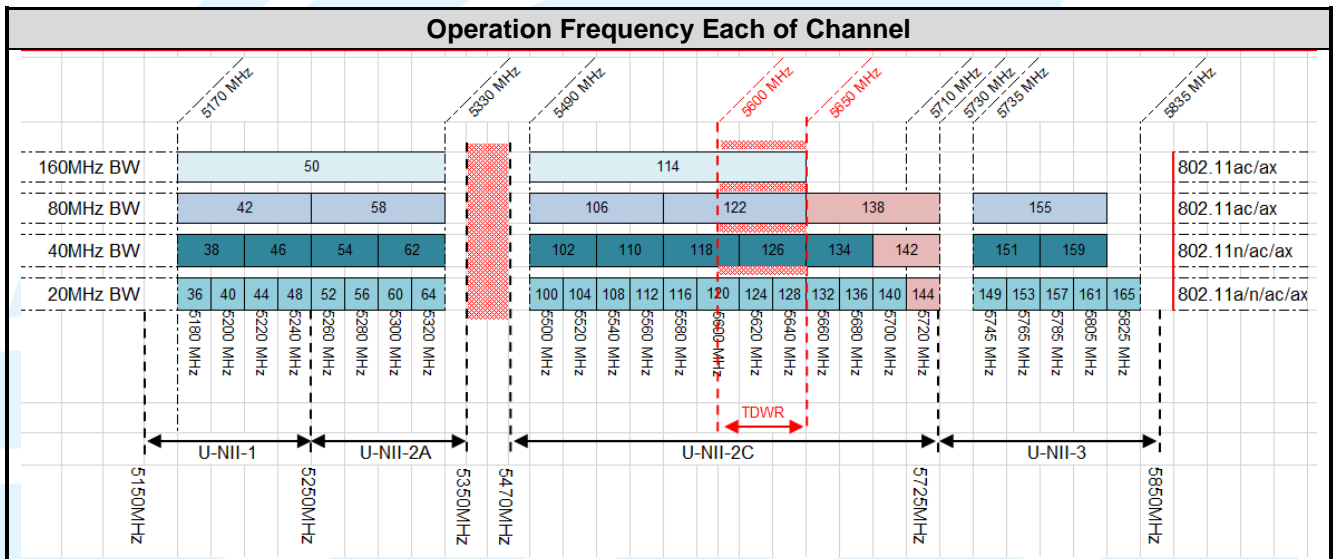 Operation Frequency Each of Channel
5170 MHz 5330 MHz 5490 MHz 5600 MHz 5650 MHz 5710 MHz 5730 MHz 5735 MHz 5835 MHz
160MHz BW 50 114 802.11ac/ax
80MHz BW 42 58 106 122 138 155 802.11ac/ax
40MHz BW 38 46 54 62 102 110 118 126 134 142 151 159 802.11n/ac/ax
20MHz BW 36 40 44 48 52 56 60 64 100 104 108 112 116 120 124 128 132 136 140 144 149 153 157 161 165 802.11a/n/ac/ax
5180 MHz 5200 MHz 5220 MHz 5240 MHz 5260 MHz 5280 MHz 5300 MHz 5320 MHz 5500 MHz 5520 MHz 5540 MHz 5560 MHz 5580 MHz 5600 MHz 5620 MHz 5640 MHz 5660 MHz 5680 MHz 5700 MHz 5720 MHz 5745 MHz 5765 MHz 5785 MHz 5805 MHz 5825 MHz
TDWR
U-NII-1 U-NII-2A U-NII-2C U-NII-3
5150MHz 5250MHz 5350MHz 5470MHz 5725MHz 5850MHz